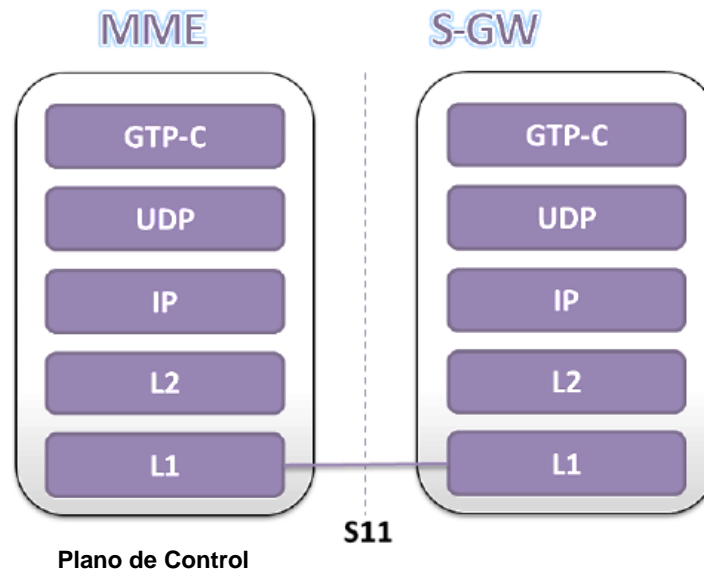 MME
S-GW
GTP-C
GTP-C
UDP
UDP
IP
IP
L2
L2
L1
L1
S11
Plano de Control